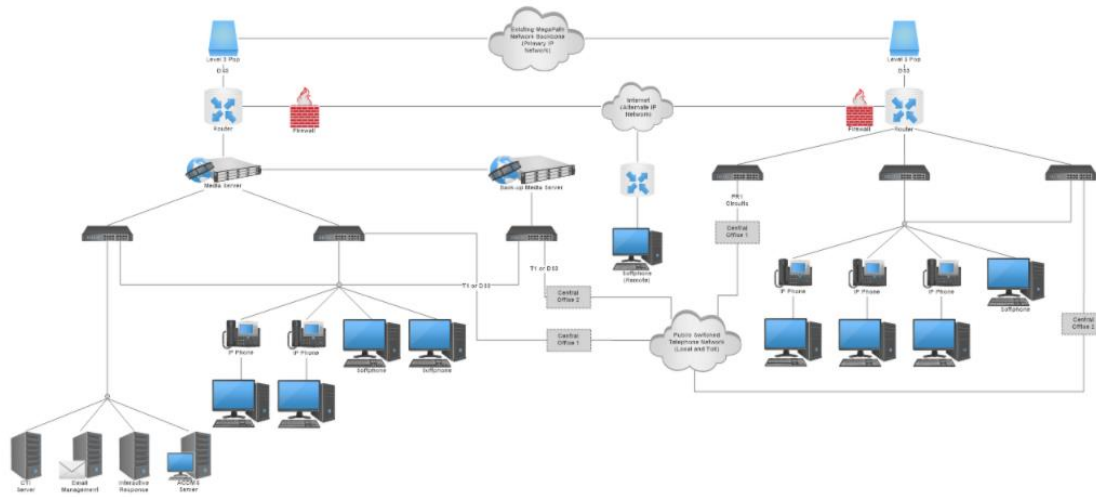 Existing MegaPath
Network Backbone
(Primary IP
Network)
Level 3 Pop
Level 3 Pop
DS3
DS3
Internet
(Alternate IP
Network)
Router
Firewall
Firewall
Router
Media Server
Back-up Media Server
PRI
Circuits
Central
Office 1
T1 or DS3
Softphone
(Remote)
T1 or DS3
IP Phone
IP Phone
IP Phone
Softphone
Central
Office 2
Central
Office 2
Public Switched
Telephone Network
(Local and Toll)
Central
Office 1
IP Phone
IP Phone
Softphone
Softphone
CTI
Server
Email
Management
Interactive
Response
Server